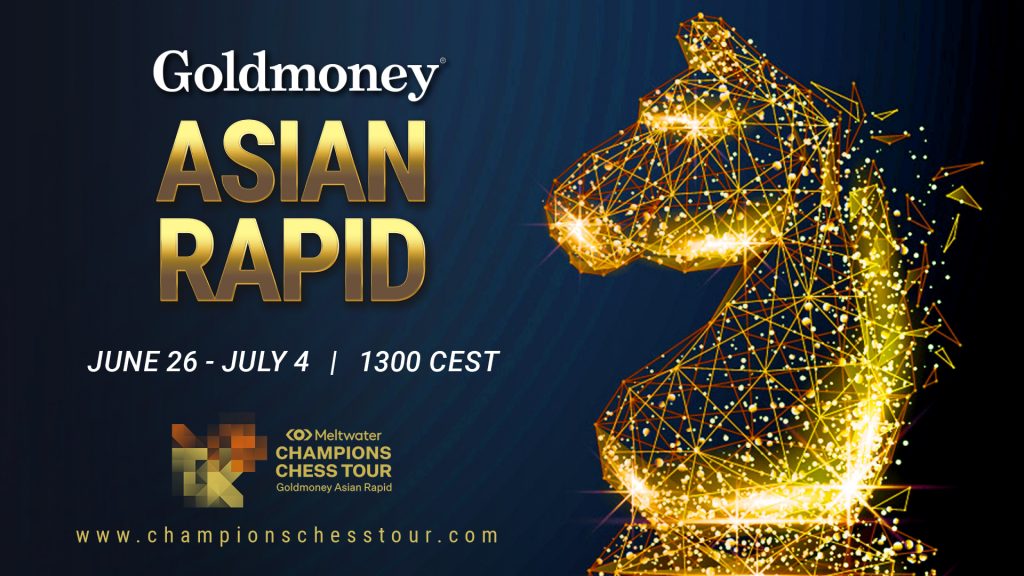 Goldmoney®
ASIAN
RAPID
JUNE 26 - JULY 4 | 1300 CEST
Meltwater
CHAMPIONS
CHESS TOUR
Goldmoney Asian Rapid
www.championschesstour.com